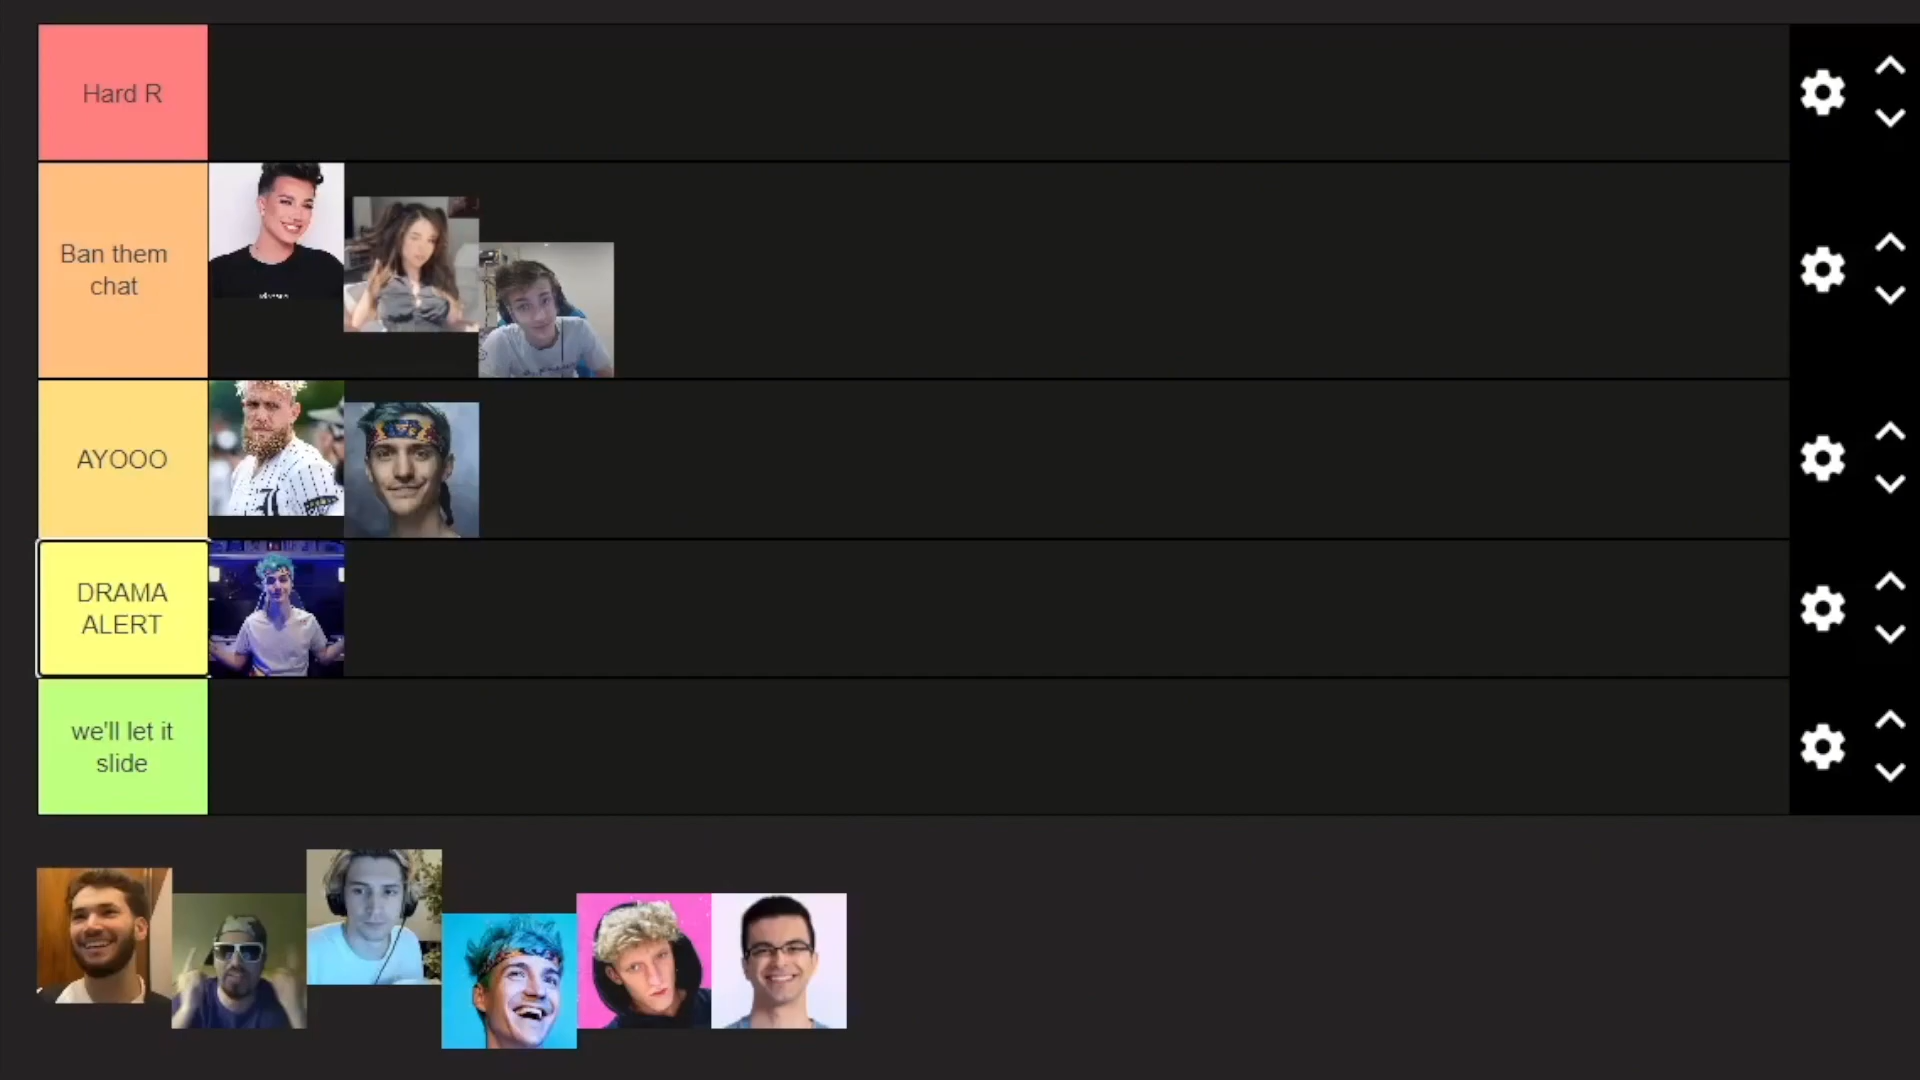 Hard R
Ban them
chat
AYOOO
DRAMA
ALERT
we'll let it
slide